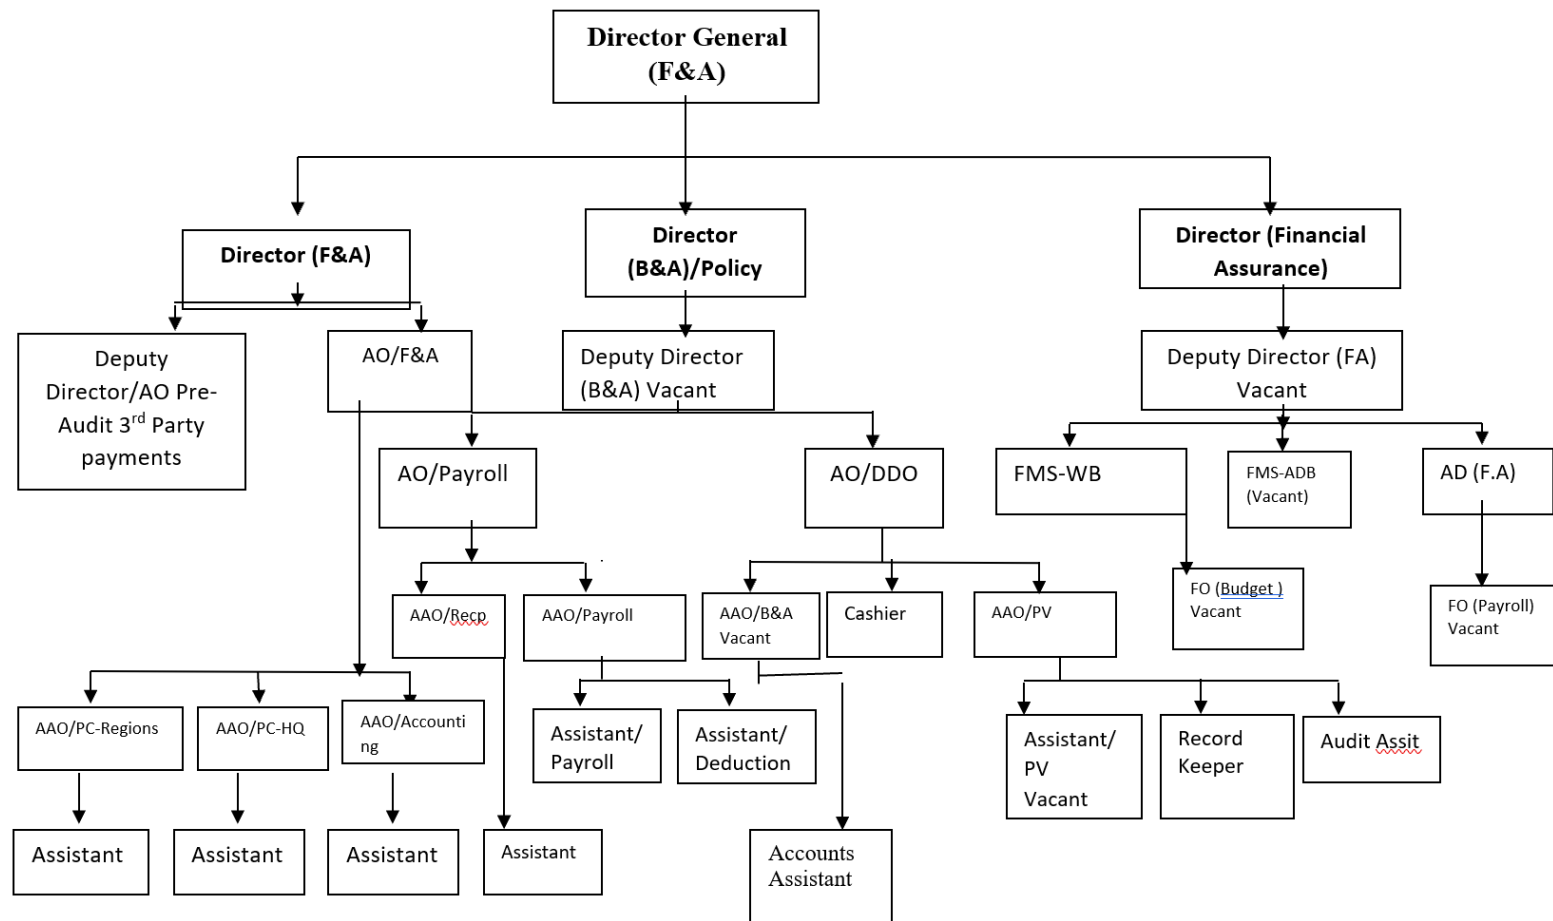 Director General
(F&A)
Director (F&A)
Director
(B&A)/Policy
Director (Financial
Assurance)
Deputy
Director/AO Pre-
Audit 3rd Party
payments
AO/F&A
Deputy Director
(B&A) Vacant
Deputy Director (FA)
Vacant
AO/Payroll
AO/DDO
FMS-WB
FMS-ADB
(Vacant)
AD (F.A)
AAO/Recp
AAO/Payroll
AAO/B&A
Vacant
Cashier
AAO/PV
FO (Budget )
Vacant
FO (Payroll)
Vacant
AAO/PC-Regions
AAO/PC-HQ
AAO/Accounti
ng
Assistant/
Payroll
Assistant/
Deduction
Assistant/
PV
Vacant
Record
Keeper
Audit Assit
Assistant
Assistant
Assistant
Assistant
Accounts
Assistant